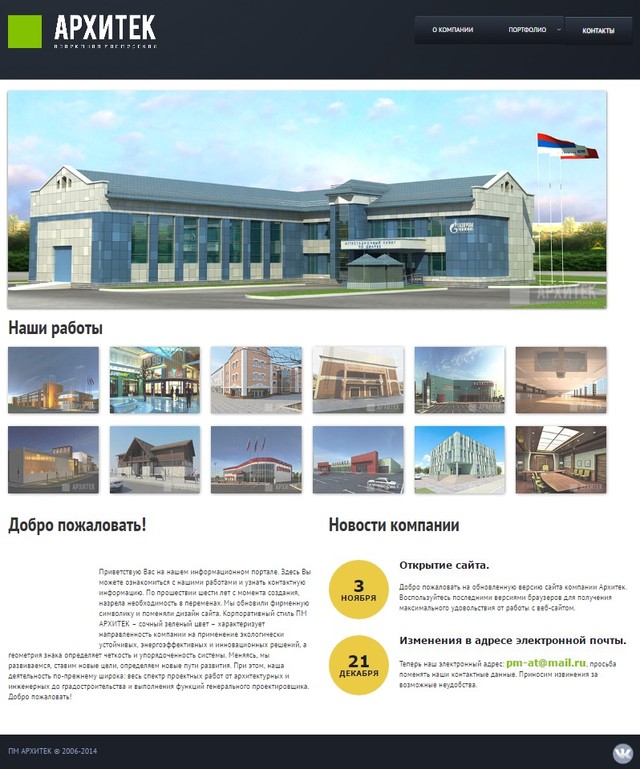 АРХИТЕК
О КОМПАНИИ
ПОРТФОЛИО
КОНТАКТЫ
АТТЕСТАЦИОННЫЙ ПУНКТ
АРХИТЕК
Наши работы
Добро пожаловать!
Приветствую Вас на нашем информационном портале. Здесь Вы
можете ознакомиться с нашими работами и узнать контактную
информацию. По прошествии шести лет с момента создания,
назрела необходимость в переменах. Мы обновили фирменную
символику и поменяли дизайн сайта. Корпоративный стиль ПМ
АРХИТЕК – сочный зеленый цвет – характеризует
направленность компании на применение экологически
устойчивых, энергоэффективных и инновационных решений, а
геометрия знака определяет четкость и упорядоченность системы. Меняясь, мы
развиваемся, ставим новые цели, определяем новые пути развития. При этом, наша
деятельность по-прежнему широка: весь спектр проектных работ от архитектурных и
инженерных до градостроительства и выполнения функций генерального проектировщика.
Добро пожаловать!
Новости компании
3
НОЯБРЯ
Открытие сайта.
Добро пожаловать на обновленную версию сайта компании Архитек.
Воспользуйтесь последними версиями браузеров для получения
максимального удовольствия от работы с веб-сайтом.
21
ДЕКАБРЯ
Изменения в адресе электронной почты.
Теперь наш электронный адрес: pm-at@mail.ru, просьба
поменять наши контактные данные. Приносим извинения за
возможные неудобства.
ПМ АРХИТЕК © 2006-2014